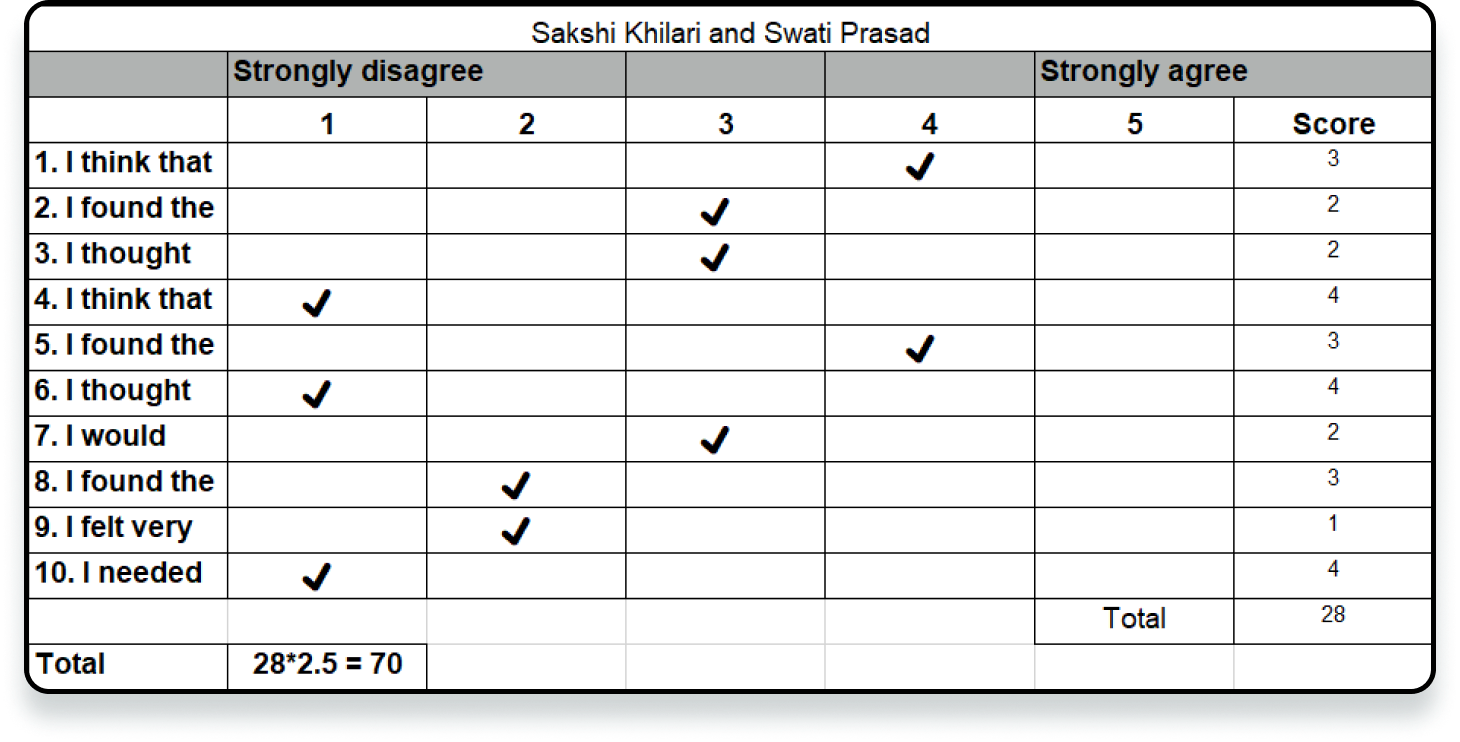 Sakshi Khilari and Swati Prasad
Strongly disagree Strongly agree
1 2 3 4 5 Score
1. I think that ✔ 3
2. I found the ✔ 2
3. I thought ✔ 2
4. I think that ✔ 4
5. I found the ✔ 3
6. I thought ✔ 4
7. I would ✔ 2
8. I found the ✔ 3
9. I felt very ✔ 1
10. I needed ✔ 4
Total 28
Total 28*2.5 = 70